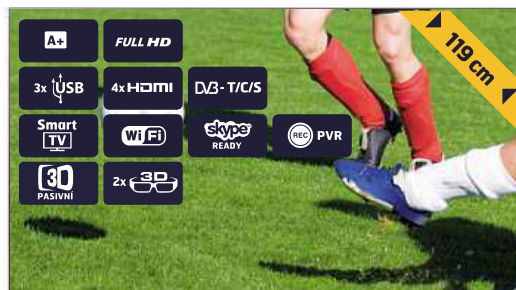 A+
FULL HD
3x USB
4x HDMI
DVB-T/C/S
Smart TV
WiFi
skype READY
REC PVR
3D PASIVNÍ
2x 3D
119 cm